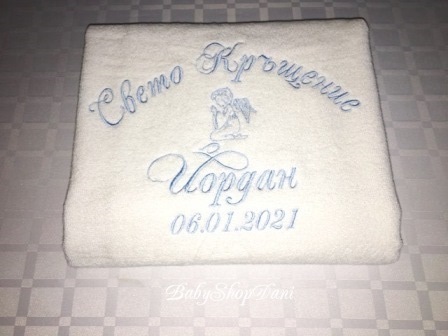 Свето Кръщение
Йордан
06.01.2021
BabyShopTani